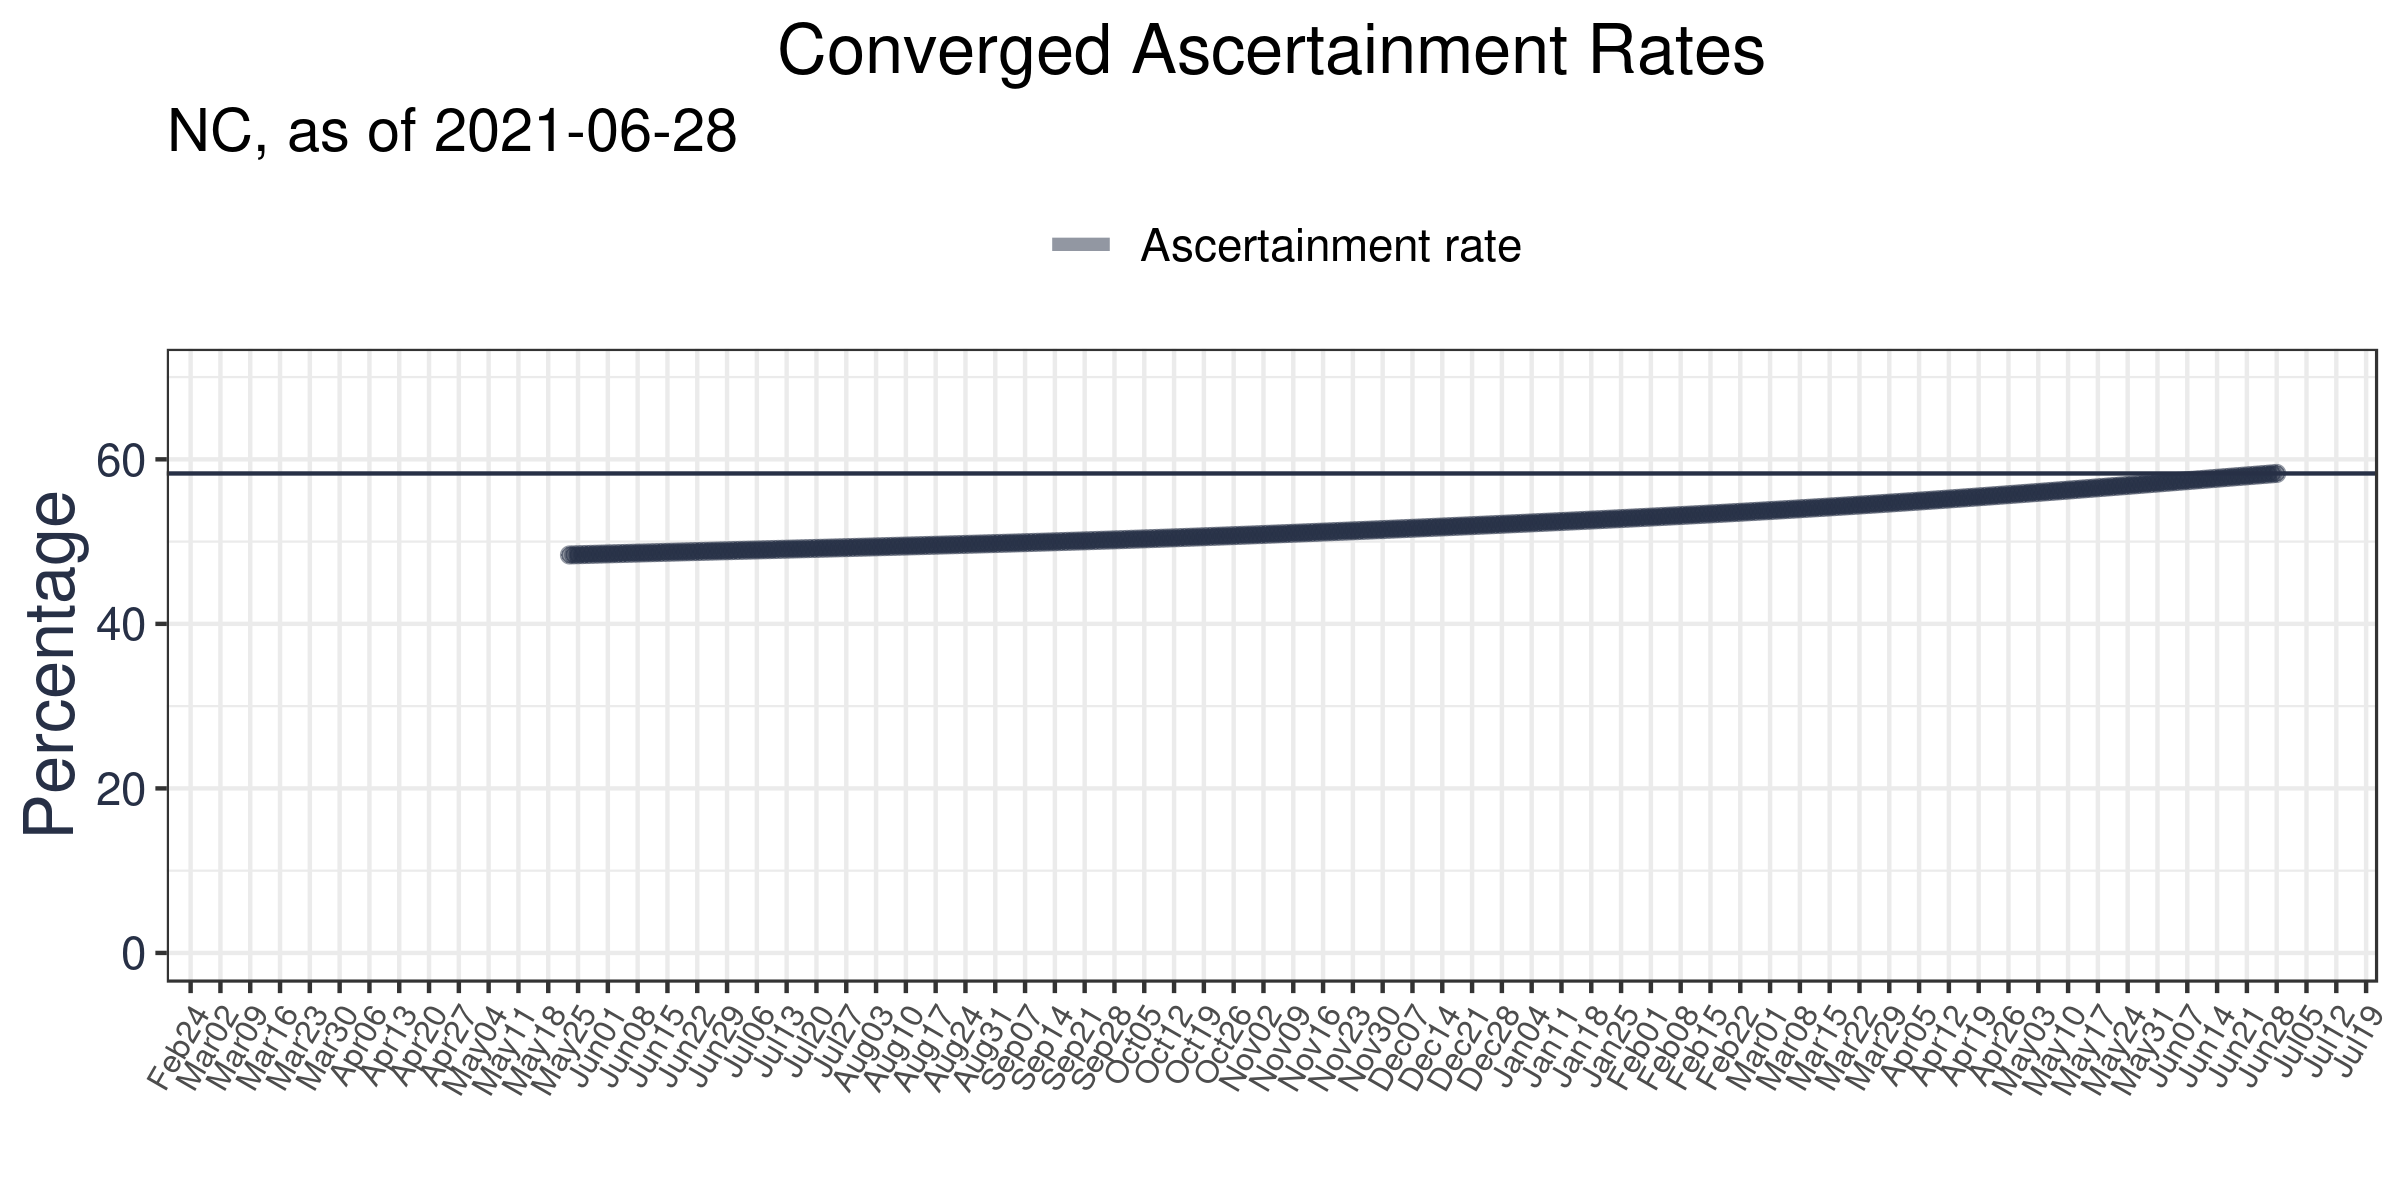 Converged Ascertainment Rates
NC, as of 2021-06-28
Ascertainment rate
Percentage
60
40
20
0
Feb24
Mar02
Mar09
Mar16
Mar23
Mar30
Apr06
Apr13
Apr20
Apr27
May04
May11
May18
May25
Jun01
Jun08
Jun15
Jun22
Jun29
Jul06
Jul13
Jul20
Jul27
Aug03
Aug10
Aug17
Aug24
Aug31
Sep07
Sep14
Sep21
Sep28
Oct05
Oct12
Oct19
Oct26
Nov02
Nov09
Nov16
Nov23
Nov30
Dec07
Dec14
Dec21
Dec28
Jan04
Jan11
Jan18
Jan25
Feb01
Feb08
Feb15
Feb22
Mar01
Mar08
Mar15
Mar22
Mar29
Apr05
Apr12
Apr19
Apr26
May03
May10
May17
May24
May31
Jun07
Jun14
Jun21
Jun28
Jul05
Jul12
Jul19